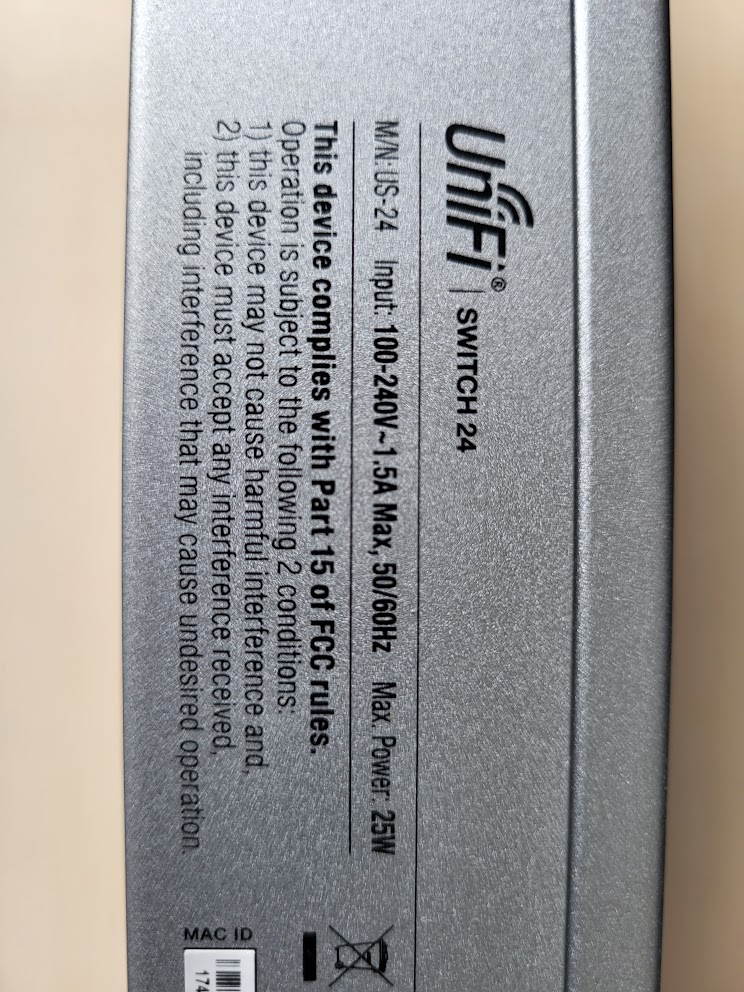 UniFi® | SWITCH 24
M/N: US-24 Input: 100-240V~1.5A Max, 50/60Hz Max. Power: 25W
This device complies with Part 15 of FCC rules.
Operation is subject to the following 2 conditions:
1) this device may not cause harmful interference and,
2) this device must accept any interference received,
including interference that may cause undesired operation.
MAC ID
174